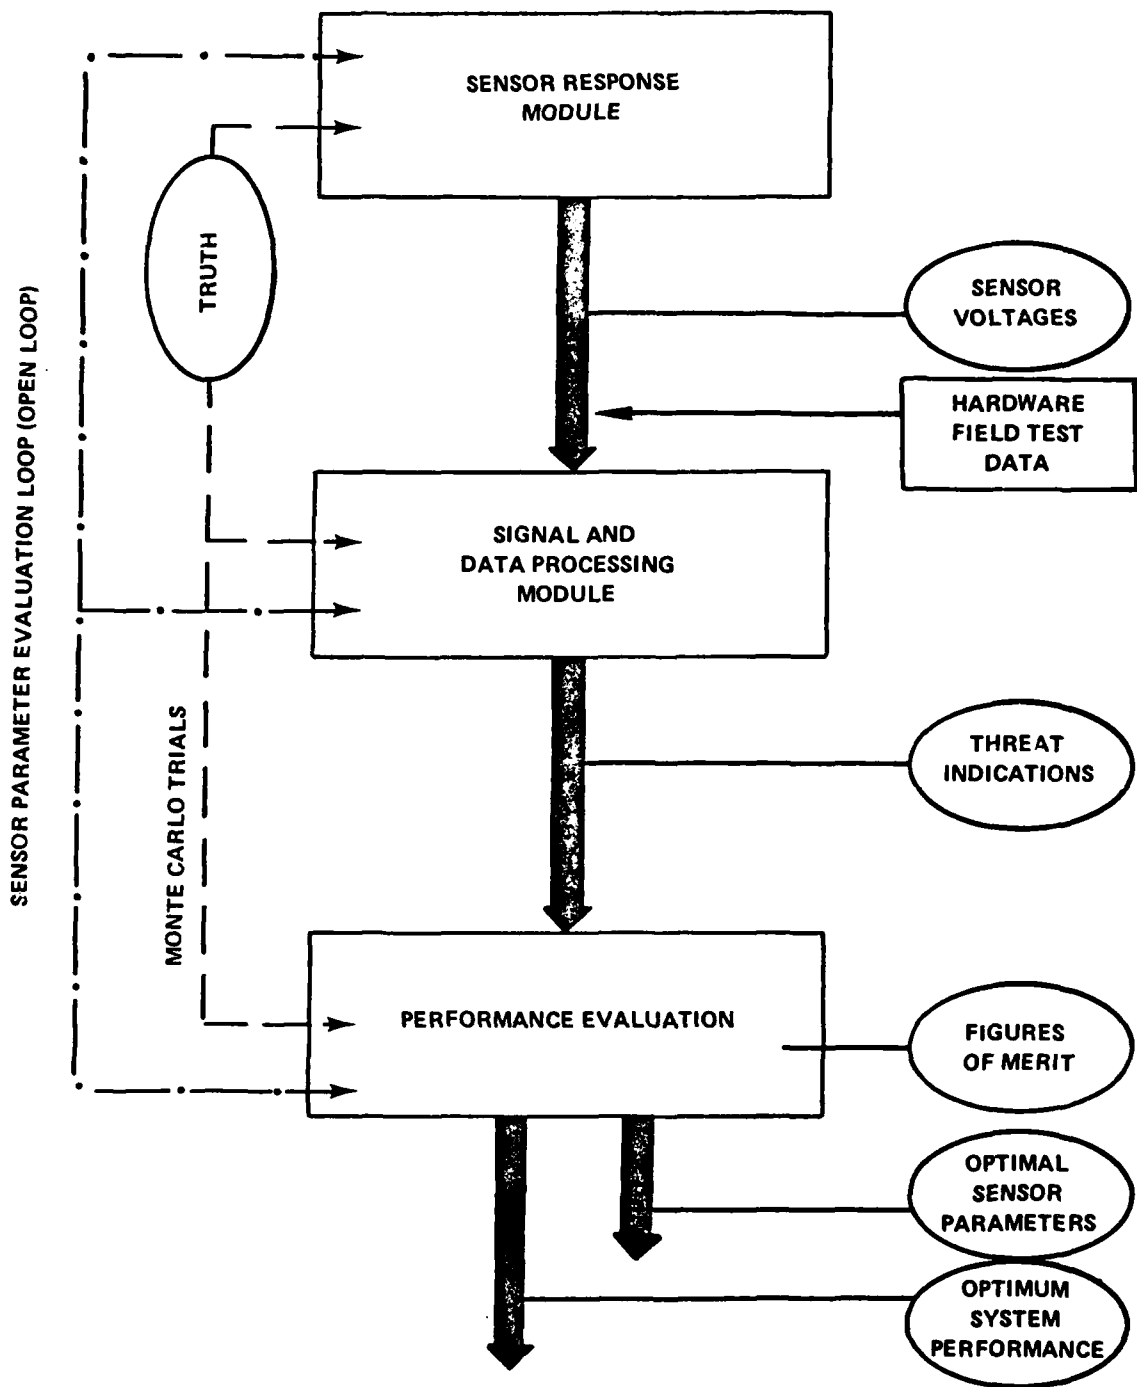 SENSOR RESPONSE
MODULE
TRUTH
SENSOR
VOLTAGES
HARDWARE
FIELD TEST
DATA
SENSOR PARAMETER EVALUATION LOOP (OPEN LOOP)
SIGNAL AND
DATA PROCESSING
MODULE
MONTE CARLO TRIALS
THREAT
INDICATIONS
PERFORMANCE EVALUATION
FIGURES
OF MERIT
OPTIMAL
SENSOR
PARAMETERS
OPTIMUM
SYSTEM
PERFORMANCE